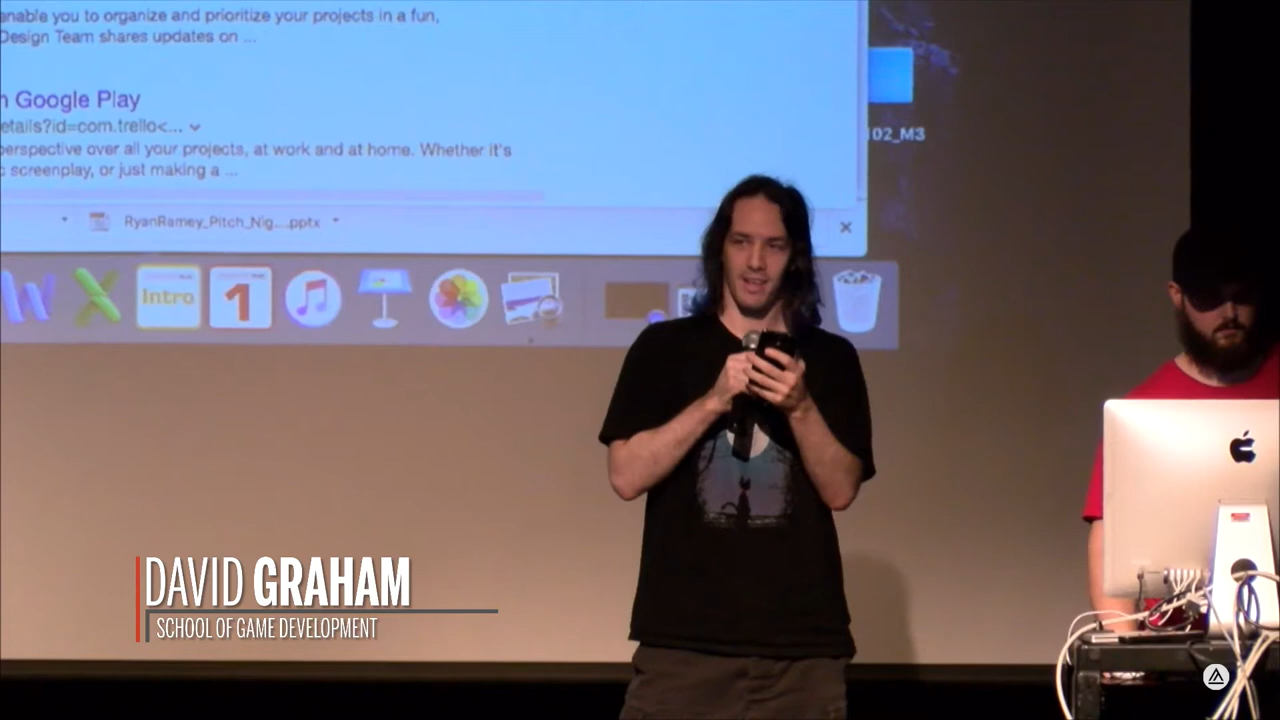 enable you to organize and prioritize your projects in a fun,
Design Team shares updates on ...
Google Play
etails?id=com.trello<...
perspective over all your projects, at work and at home. Whether it's
screenplay, or just making a ...
102_M3
RyanRamey_Pitch_Nig....pptx
Intro
1
DAVID GRAHAM
SCHOOL OF GAME DEVELOPMENT